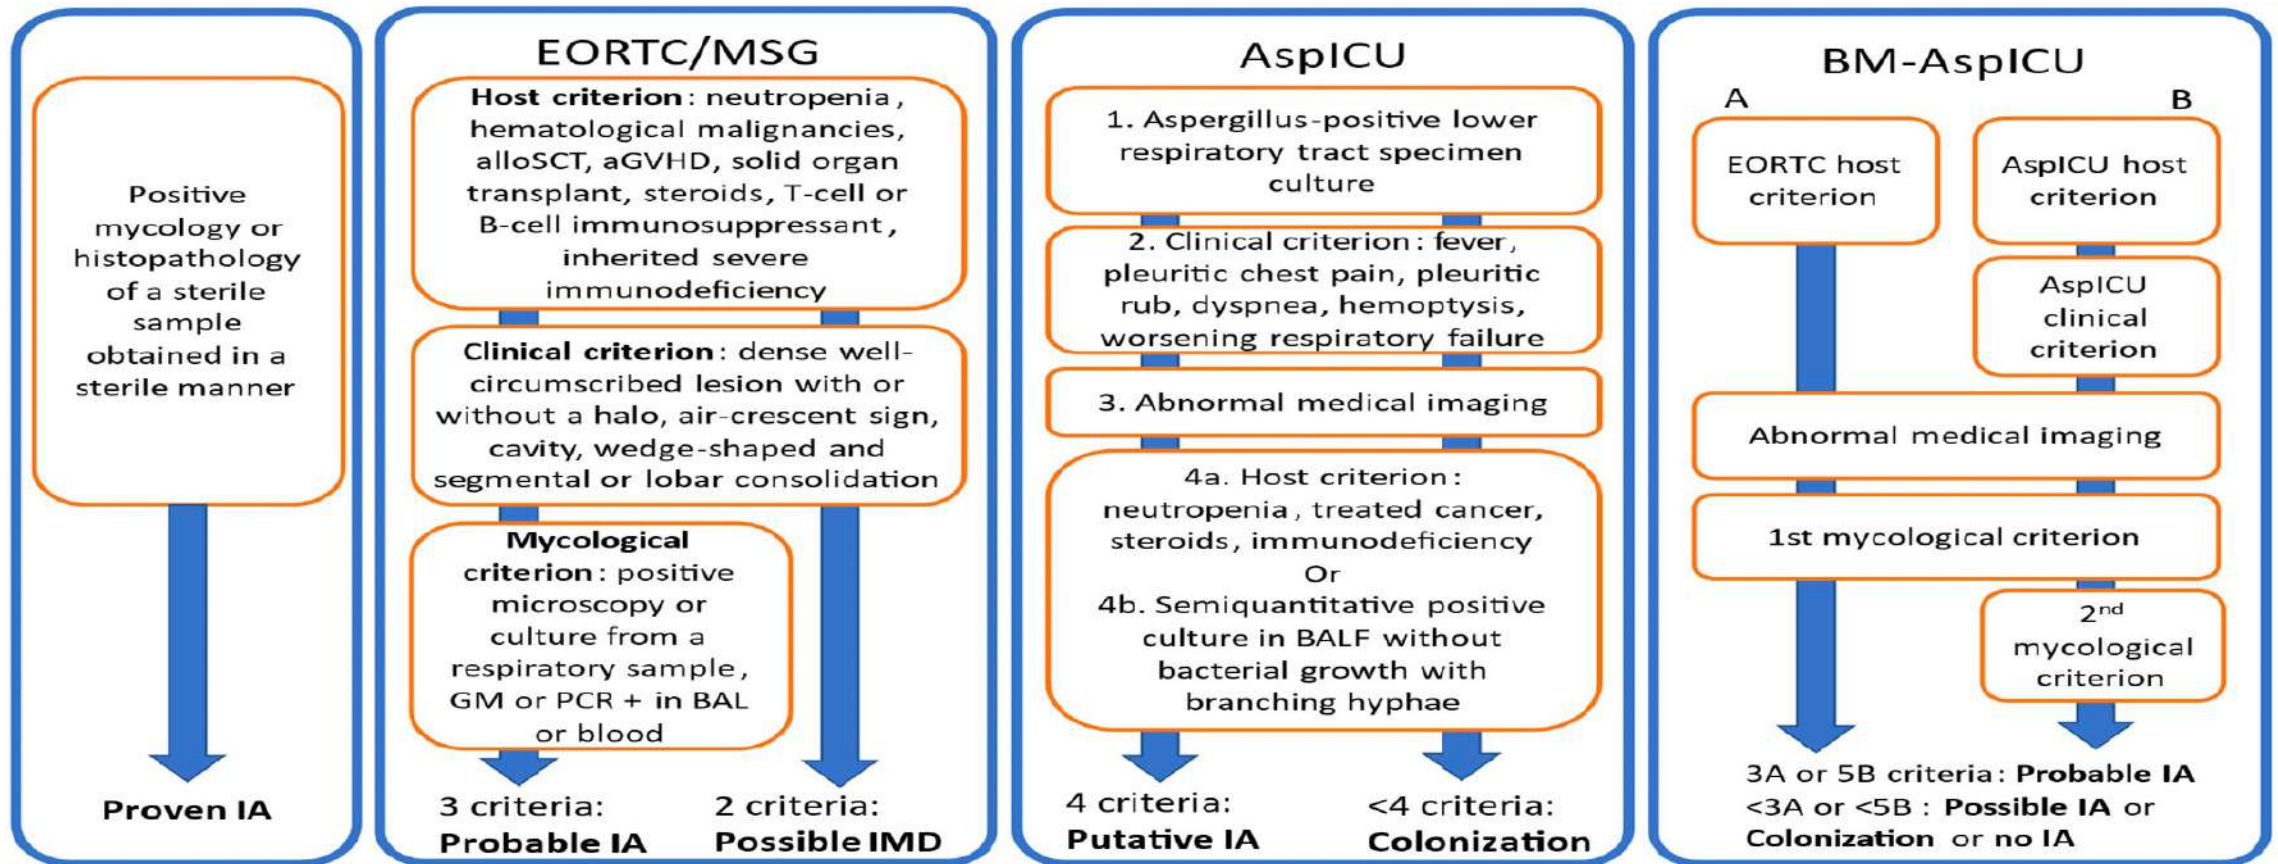 Positive
mycology or
histopathology
of a sterile
sample
obtained in a
sterile manner
Proven IA
EORTC/MSG
Host criterion: neutropenia,
hematological malignancies,
alloSCT, aGVHD, solid organ
transplant, steroids, T-cell or
B-cell immunosuppressant,
inherited severe
immunodeficiency
Clinical criterion: dense well-
circumscribed lesion with or
without a halo, air-crescent sign,
cavity, wedge-shaped and
segmental or lobar consolidation
Mycological
criterion: positive
microscopy or
culture from a
respiratory sample,
GM or PCR + in BAL
or blood
3 criteria:
Probable IA
2 criteria:
Possible IMD
AspICU
1. Aspergillus-positive lower
respiratory tract specimen
culture
2. Clinical criterion: fever,
pleuritic chest pain, pleuritic
rub, dyspnea, hemoptysis,
worsening respiratory failure
3. Abnormal medical imaging
4a. Host criterion:
neutropenia, treated cancer,
steroids, immunodeficiency
Or
4b. Semiquantitative positive
culture in BALF without
bacterial growth with
branching hyphae
4 criteria:
Putative IA
<4 criteria:
Colonization
BM-AspICU
A
B
EORTC host
criterion
AspICU host
criterion
AspICU
clinical
criterion
Abnormal medical imaging
1st mycological criterion
2nd
mycological
criterion
3A or 5B criteria: Probable IA
<3A or <5B : Possible IA or
Colonization or no IA